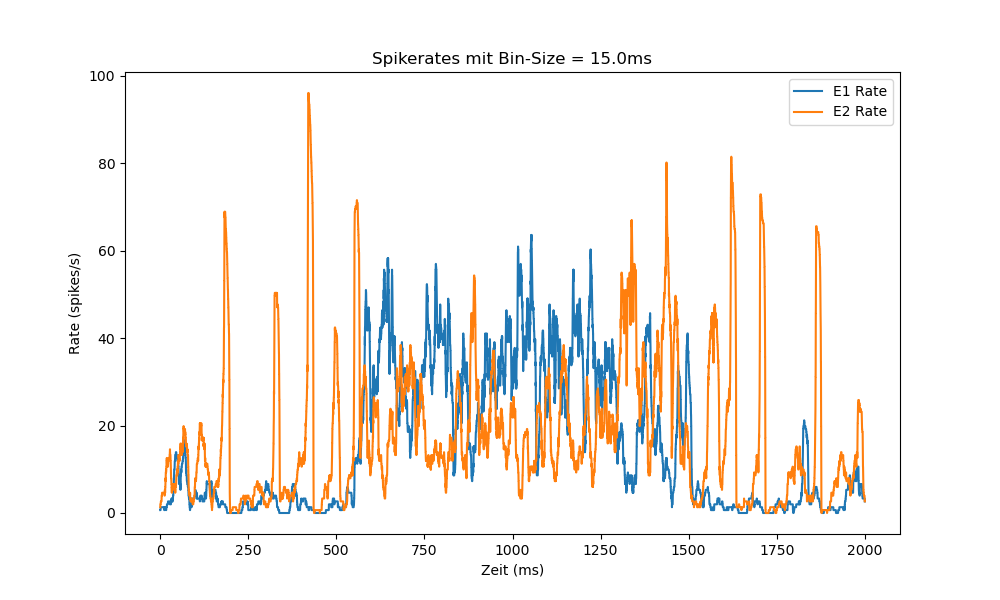 Spikerates mit Bin-Size = 15.0ms
E1 Rate
E2 Rate
100
80
60
40
20
0
Rate (spikes/s)
0 250 500 750 1000 1250 1500 1750 2000
Zeit (ms)